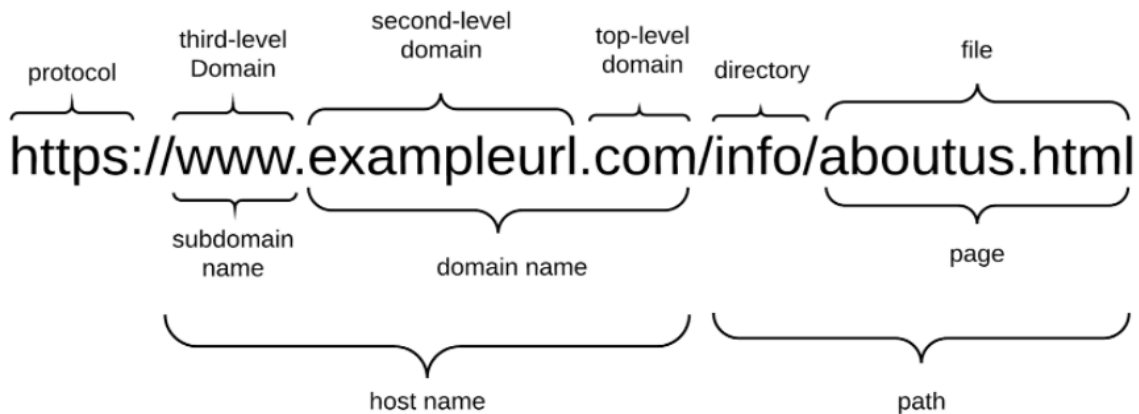 protocol
third-level
Domain
second-level
domain
top-level
domain
directory
file
https://www.exampleurl.com/info/aboutus.html
subdomain
name
domain name
page
host name
path